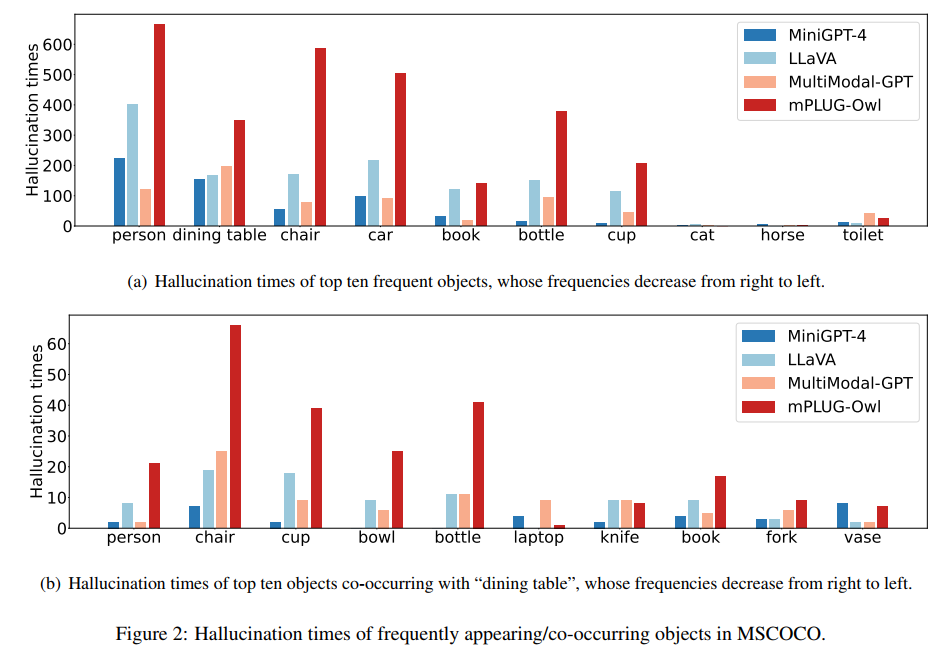 Hallucination times
600
500
400
300
200
100
0
MiniGPT-4
LLaVA
MultiModal-GPT
mPLUG-Owl
person dining table chair car book bottle cup cat horse toilet
(a) Hallucination times of top ten frequent objects, whose frequencies decrease from right to left.
Hallucination times
60
50
40
30
20
10
0
MiniGPT-4
LLaVA
MultiModal-GPT
mPLUG-Owl
person chair cup bowl bottle laptop knife book fork vase
(b) Hallucination times of top ten objects co-occurring with “dining table”, whose frequencies decrease from right to left.
Figure 2: Hallucination times of frequently appearing/co-occurring objects in MSCOCO.